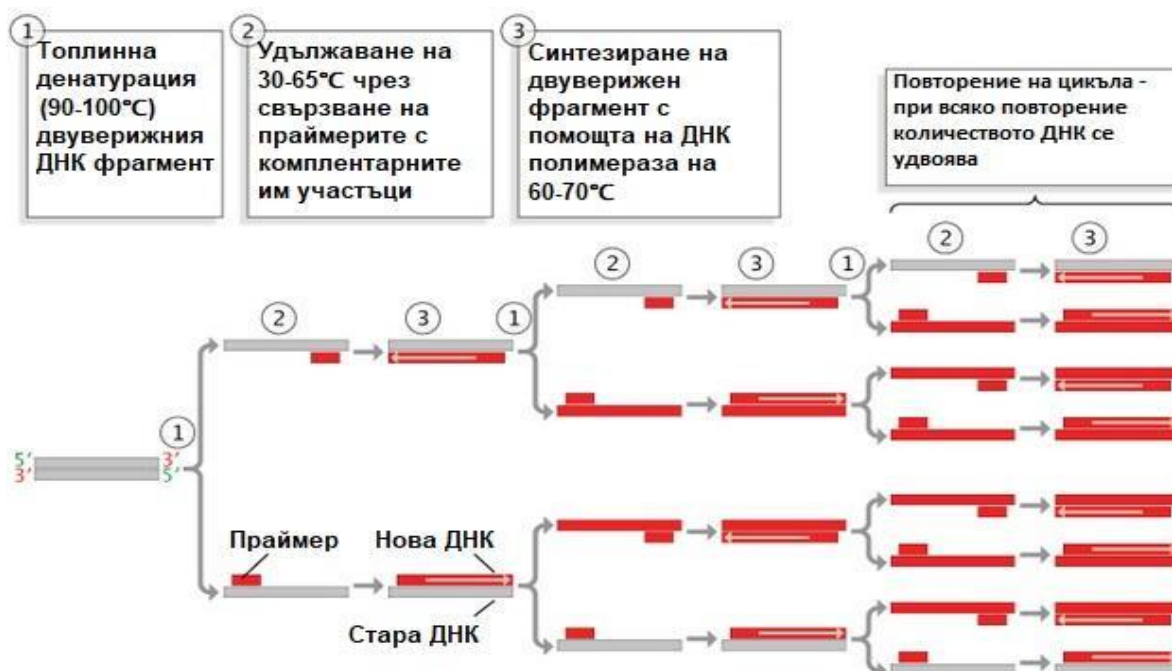 1
Топлинна
денатурация
(90-100℃)
двуверижния
ДНК фрагмент
2
Удължаване на
30-65℃ чрез
свързване на
праймерите с
комплентарните
им участъци
3
Синтезиране на
двуверижен
фрагмент с
помощта на ДНК
полимераза на
60-70℃
Повторение на цикъла -
при всяко повторение
количеството ДНК се
удвоява
2
3
2
3
1
2
3
1
1
5′
3′
3′
5′
Праймер
Нова ДНК
Стара ДНК